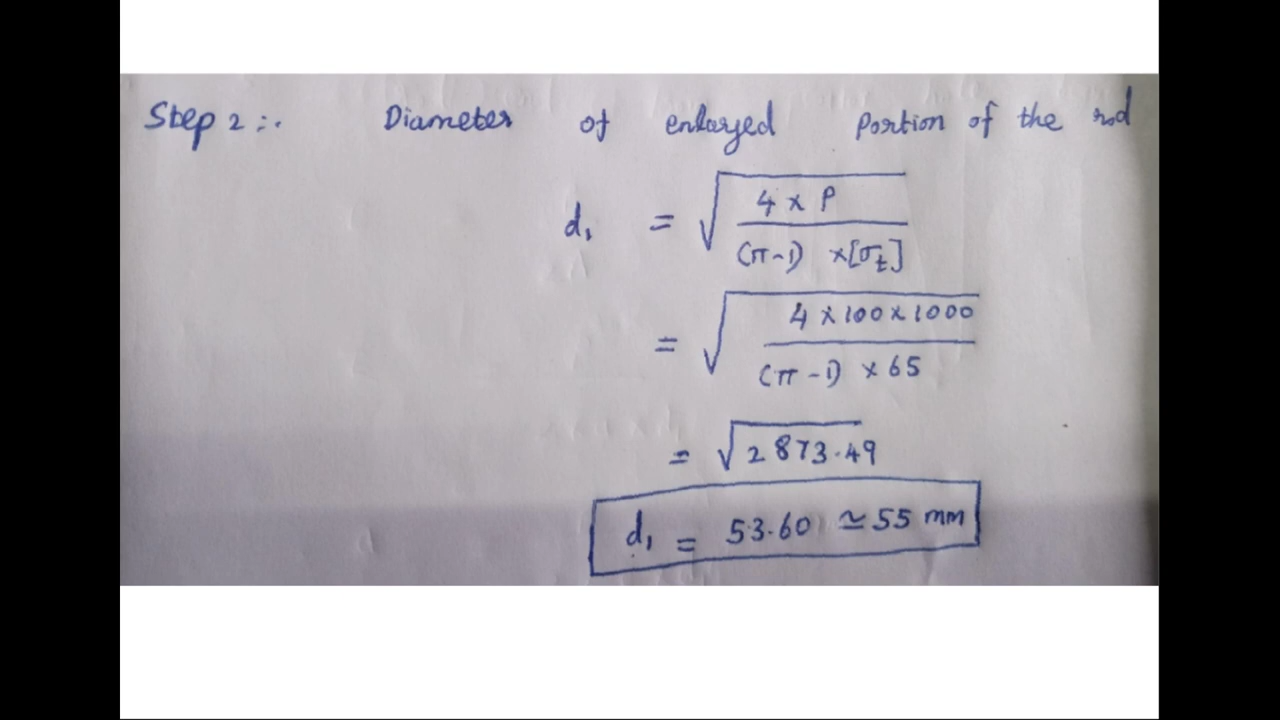 Step 2 :. Diameter of enlarged portion of the rod
d₁ = √(4 × P / (π-1) × [σt])
= √(4 × 100 × 1000 / (π-1) × 65)
= √2873.49
d₁ = 53.60 ≃ 55 mm